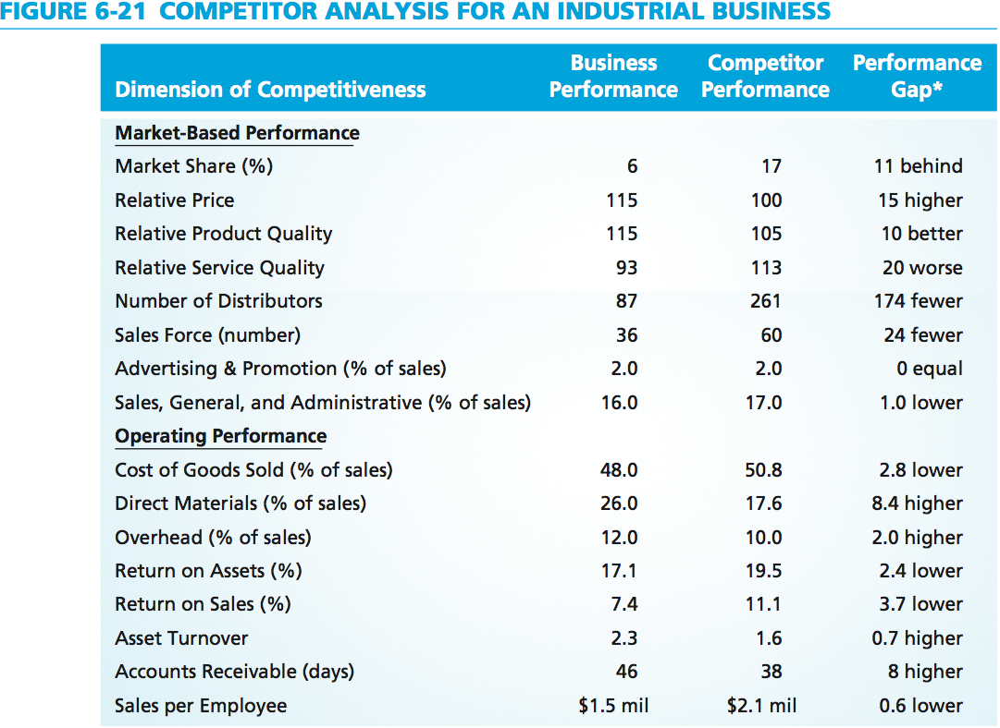 FIGURE 6-21 COMPETITOR ANALYSIS FOR AN INDUSTRIAL BUSINESS
Business Competitor Performance
Dimension of Competitiveness Performance Performance Gap*
Market-Based Performance
Market Share (%) 6 17 11 behind
Relative Price 115 100 15 higher
Relative Product Quality 115 105 10 better
Relative Service Quality 93 113 20 worse
Number of Distributors 87 261 174 fewer
Sales Force (number) 36 60 24 fewer
Advertising & Promotion (% of sales) 2.0 2.0 0 equal
Sales, General, and Administrative (% of sales) 16.0 17.0 1.0 lower
Operating Performance
Cost of Goods Sold (% of sales) 48.0 50.8 2.8 lower
Direct Materials (% of sales) 26.0 17.6 8.4 higher
Overhead (% of sales) 12.0 10.0 2.0 higher
Return on Assets (%) 17.1 19.5 2.4 lower
Return on Sales (%) 7.4 11.1 3.7 lower
Asset Turnover 2.3 1.6 0.7 higher
Accounts Receivable (days) 46 38 8 higher
Sales per Employee $1.5 mil $2.1 mil 0.6 lower